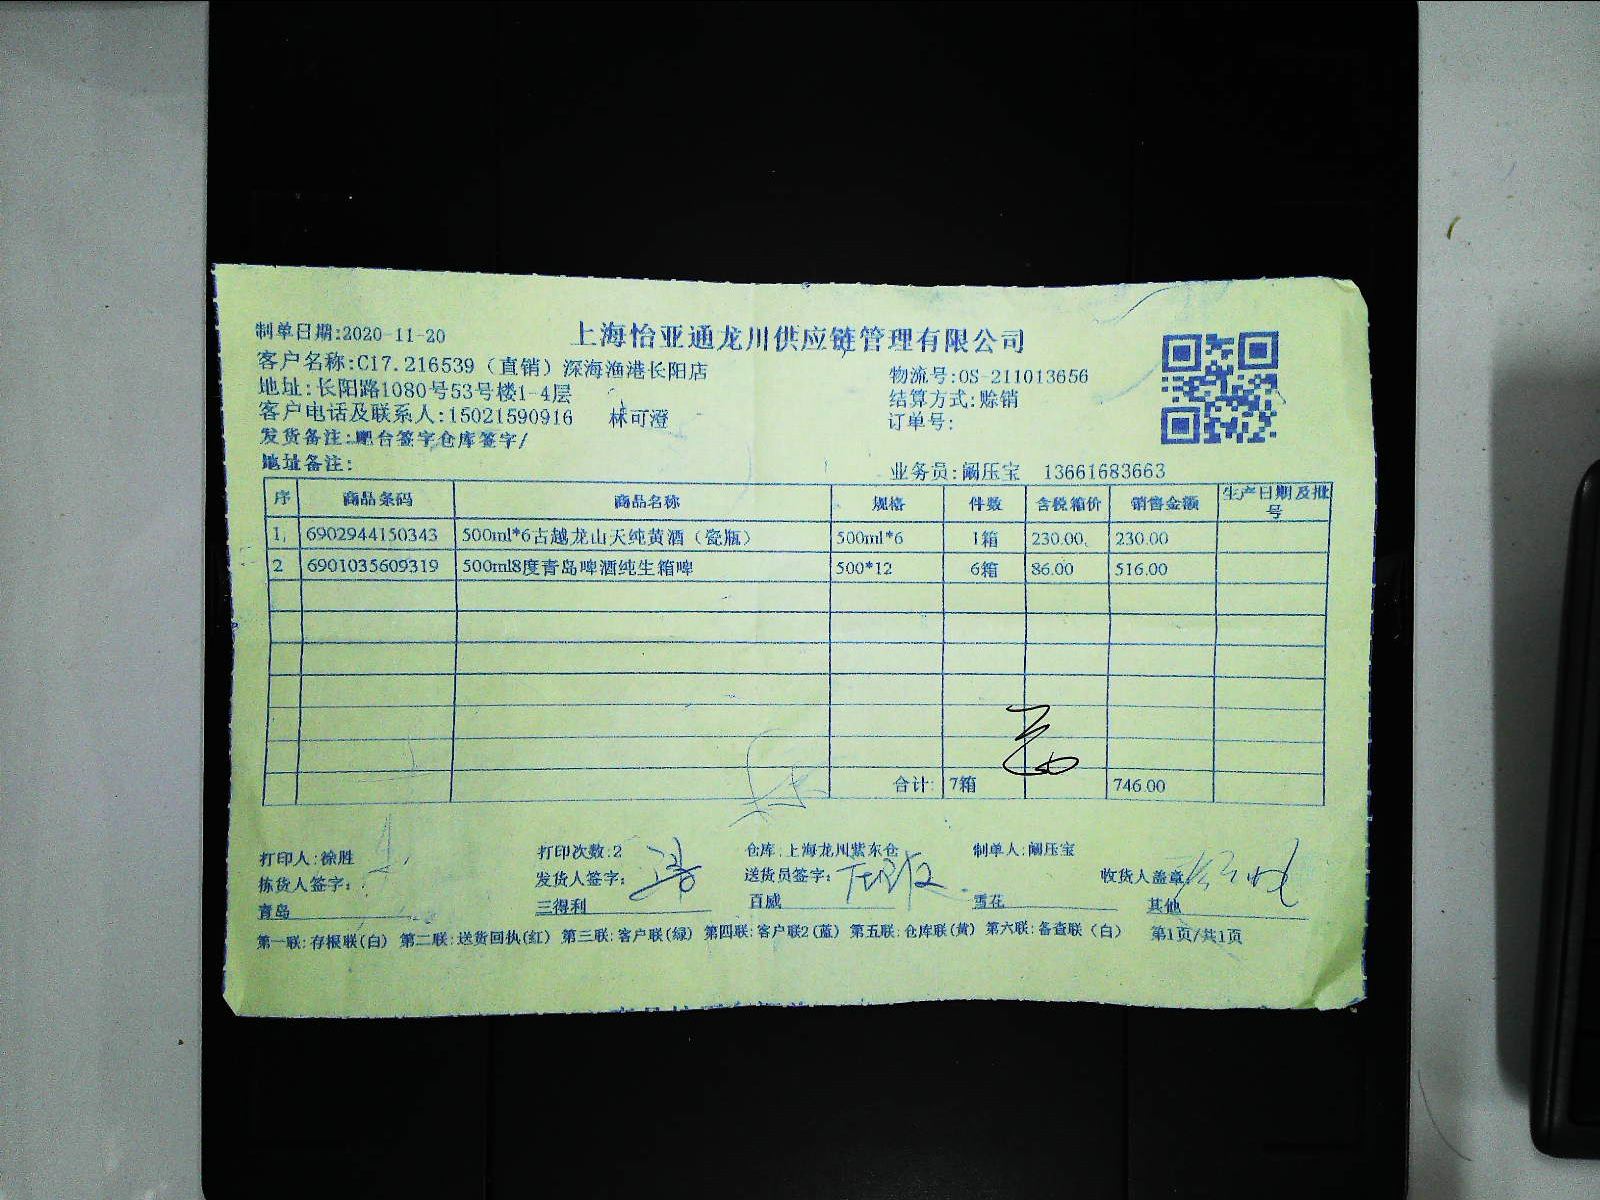 上海怡亚通龙川供应链管理有限公司
制单日期:2020-11-20
客户名称:C17.216539（直销）深海渔港长阳店
物流号:OS-211013656
地址:长阳路1080号53号楼1-4层
结算方式:赊销
客户电话及联系人:15021590916 林可澄
订单号:
发货备注:吧台签字仓库签字/
地址备注:
业务员:阚压宝 13661683663
序 商品条码 商品名称 规格 件数 含税箱价 销售金额 生产日期及批号
1 6902944150343 500ml*6古越龙山天纯黄酒（瓷瓶） 500ml*6 1箱 230.00 230.00
2 6901035609319 500ml8度青岛啤酒纯生箱啤 500*12 6箱 86.00 516.00
合计: 7箱 746.00
打印人:徐胜 打印次数:2 仓库:上海龙川紫东仓 制单人:阚压宝
拣货人签字: 发货人签字: 送货员签字: 收货人盖章
青岛 三得利 百威 雪花 其他
第一联:存根联(白) 第二联:送货回执(红) 第三联:客户联(绿) 第四联:客户联2(蓝) 第五联:仓库联(黄) 第六联:备查联（白） 第1页/共1页